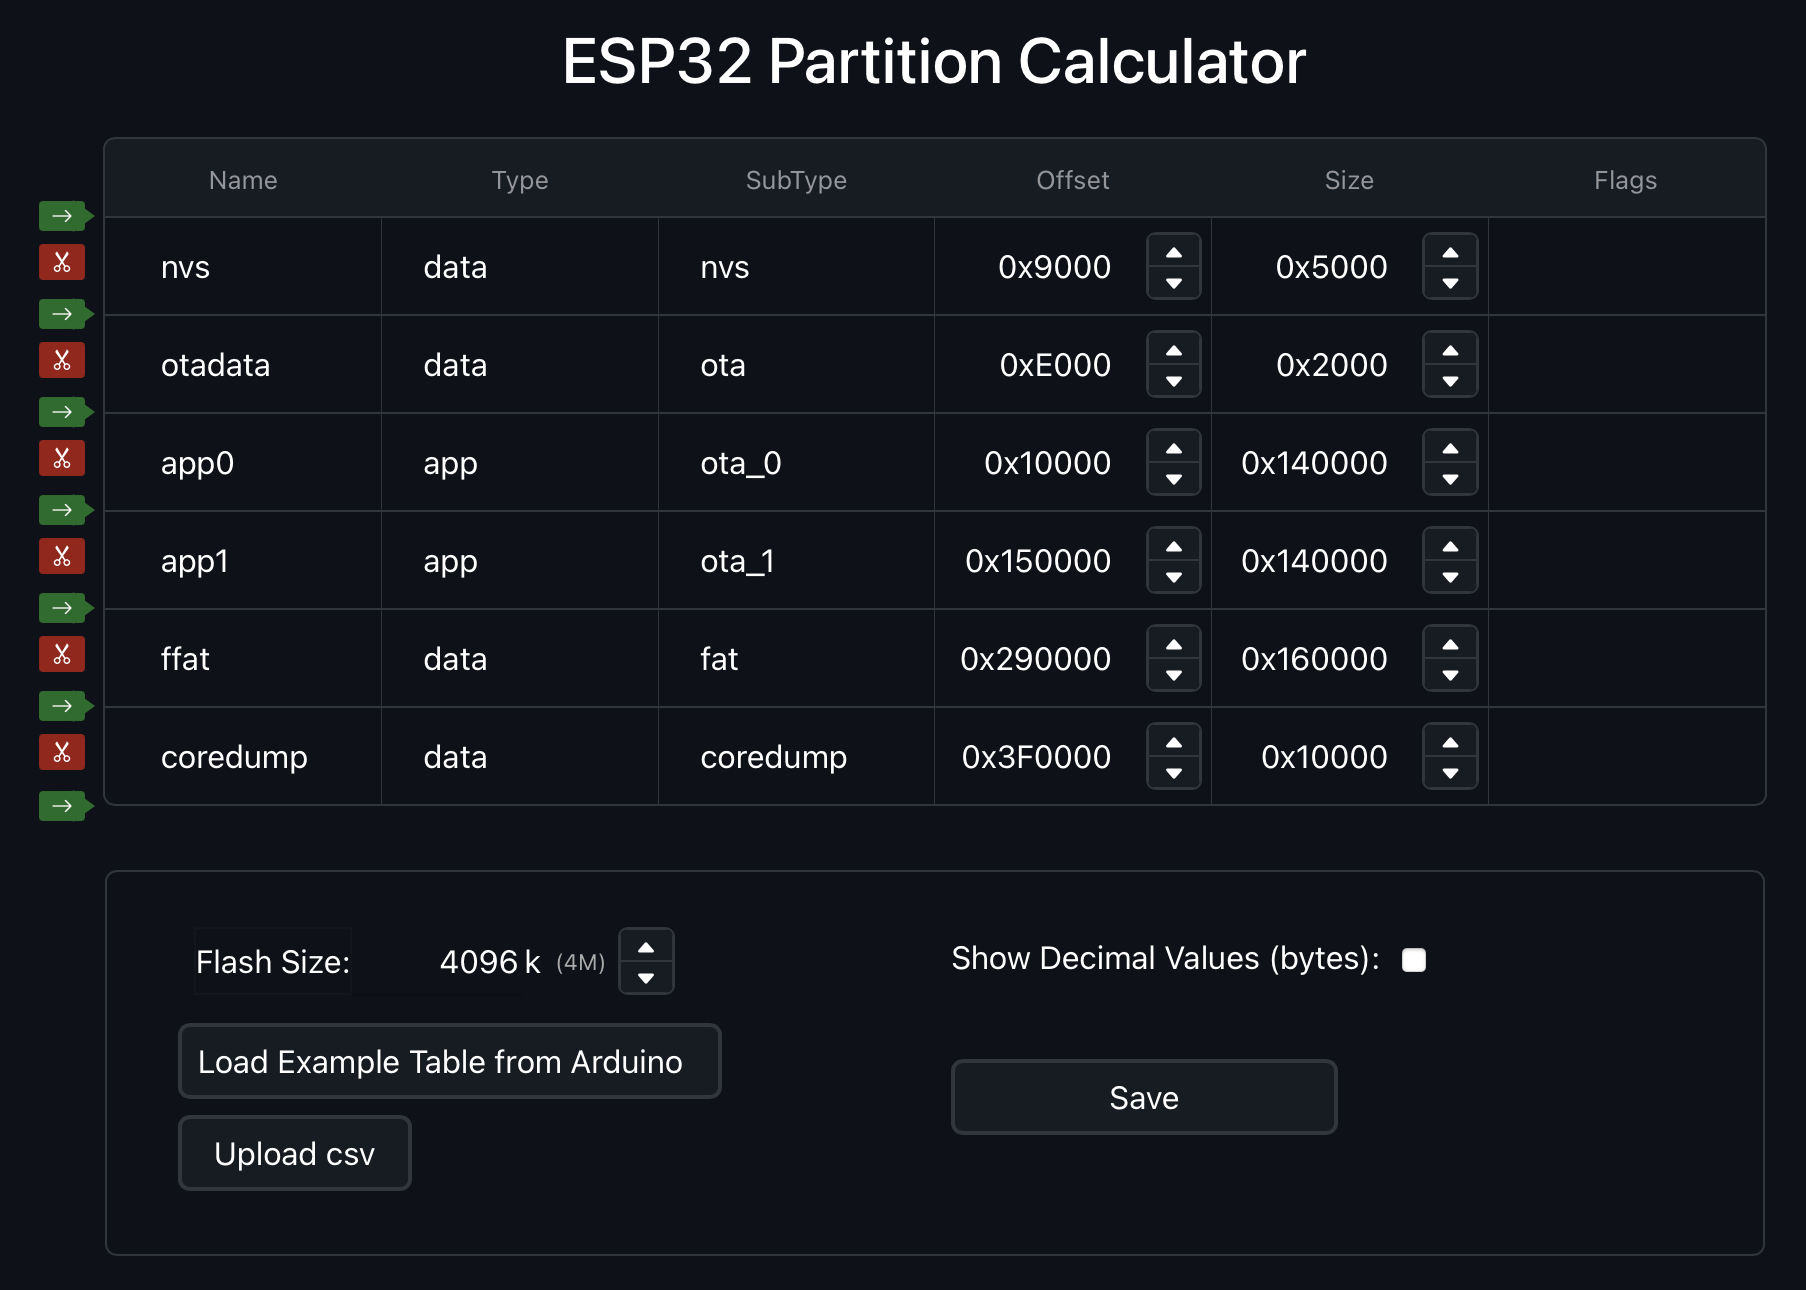 ESP32 Partition Calculator
Name Type SubType Offset Size Flags
nvs data nvs 0x9000 0x5000
otadata data ota 0xE000 0x2000
app0 app ota_0 0x10000 0x140000
app1 app ota_1 0x150000 0x140000
ffat data fat 0x290000 0x160000
coredump data coredump 0x3F0000 0x10000
Flash Size: 4096 k (4M) Show Decimal Values (bytes):
Load Example Table from Arduino
Save
Upload csv